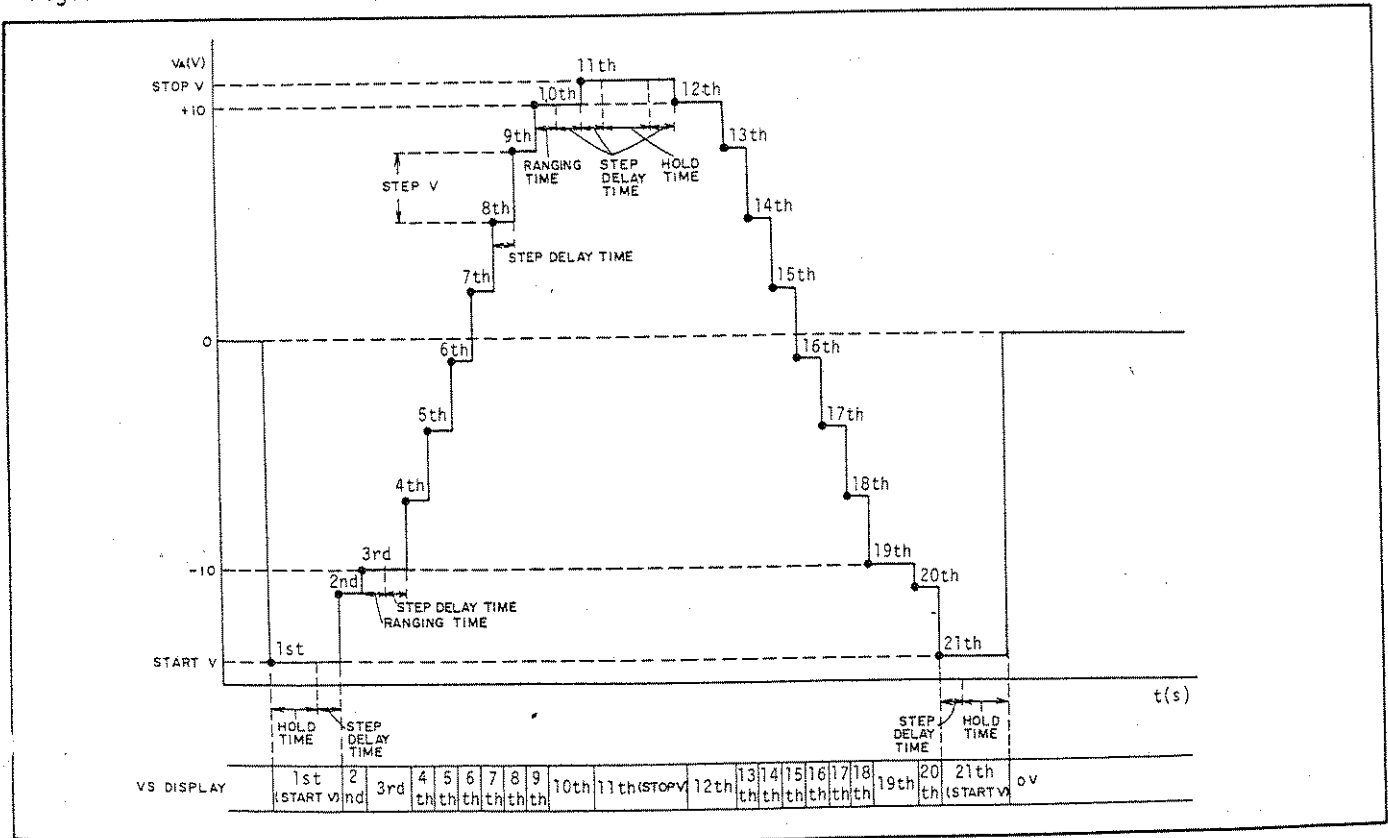 VA(V)
STOP V
+10
11th
10th
12th
9th
13th
RANGING
TIME
STEP
DELAY
TIME
HOLD
TIME
STEP V
8th
14th
STEP DELAY TIME
7th
15th
0
6th
16th
5th
17th
4th
18th
3rd
19th
-10
2nd
20th
STEP DELAY TIME
RANGING TIME
1st
21th
START V
t(s)
HOLD
TIME
STEP
DELAY
TIME
STEP
DELAY
TIME
HOLD
TIME
VS DISPLAY
1st
(START V)
2
nd
3rd
4
th
5
th
6
th
7
th
8
th
9
th
10th
11th(STOPV)
12th
13
th
14
th
15
th
16
th
17
th
18
th
19th
20
th
21th
(START V)
0V